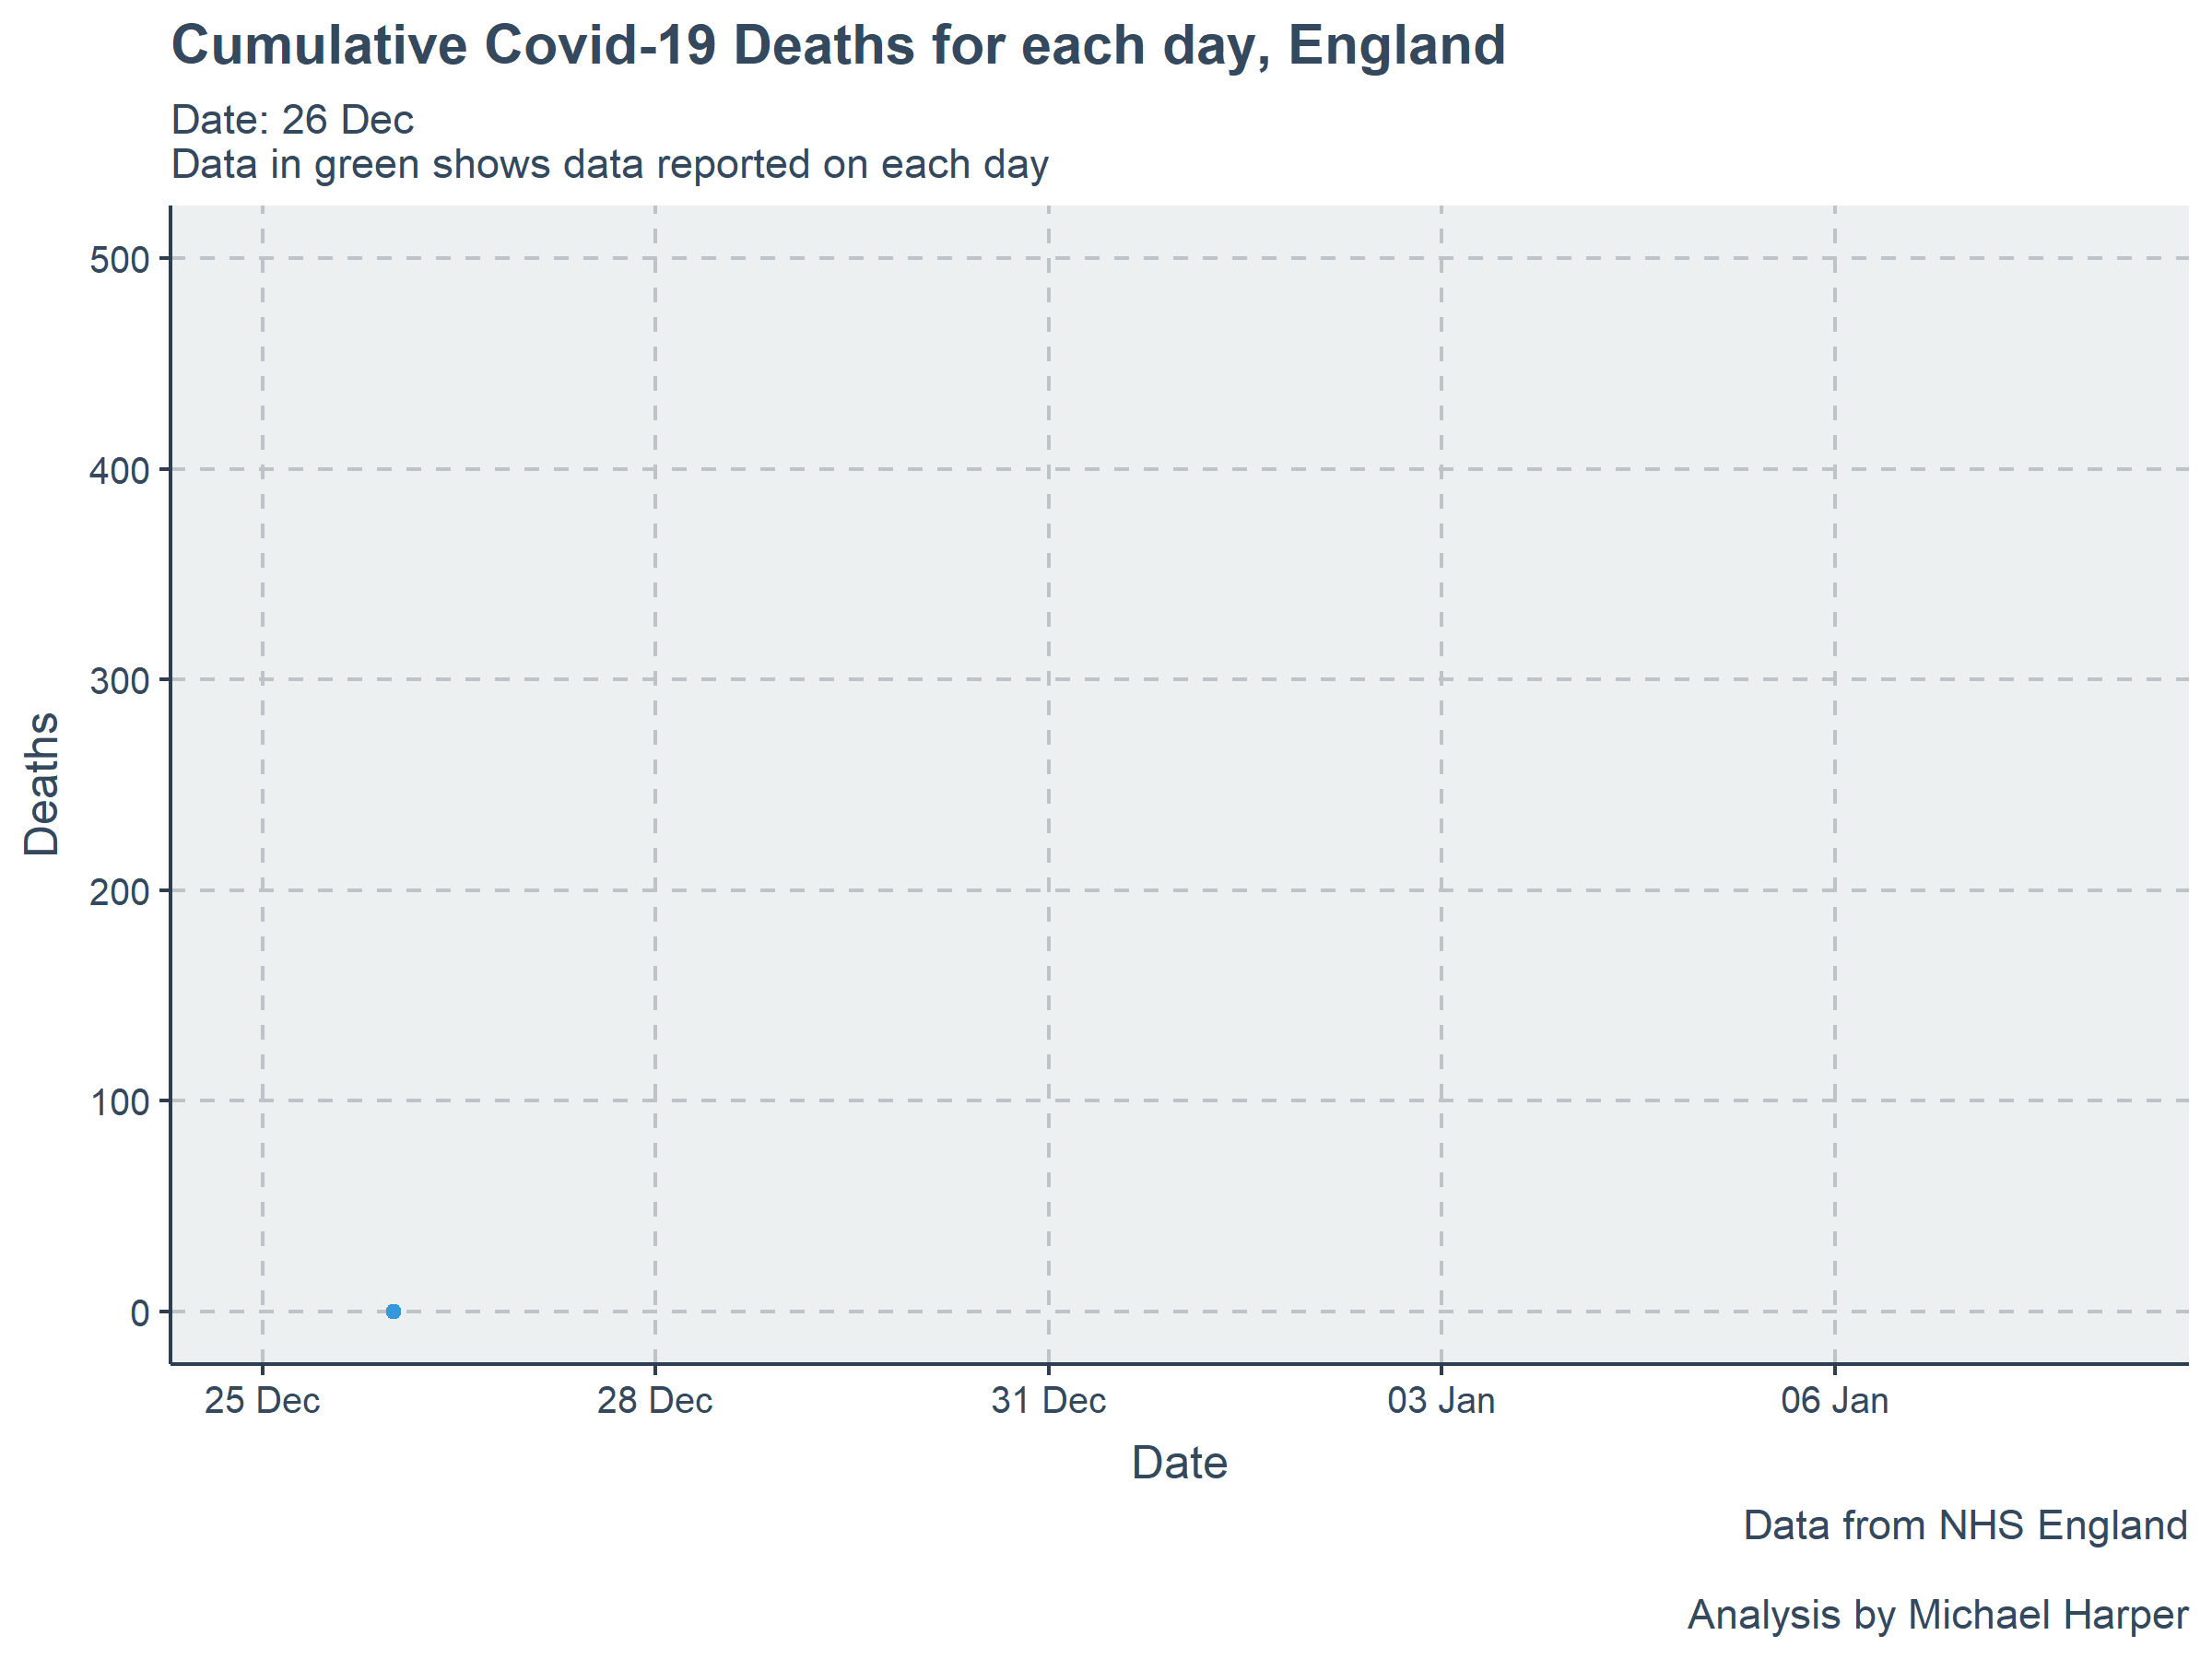 Cumulative Covid-19 Deaths for each day, England
Date: 26 Dec
Data in green shows data reported on each day
500
400
300
200
100
0
Deaths
25 Dec
28 Dec
31 Dec
03 Jan
06 Jan
Date
Data from NHS England
Analysis by Michael Harper